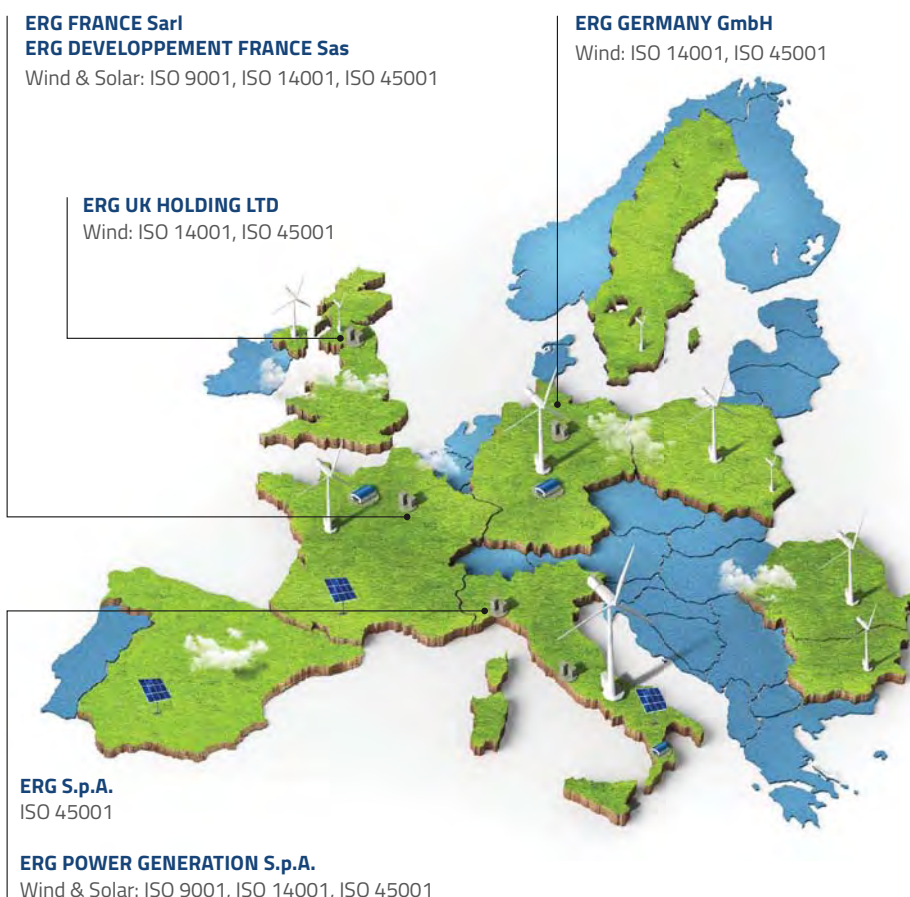 ERG FRANCE Sarl
ERG DEVELOPPEMENT FRANCE Sas
Wind & Solar: ISO 9001, ISO 14001, ISO 45001
ERG GERMANY GmbH
Wind: ISO 14001, ISO 45001
ERG UK HOLDING LTD
Wind: ISO 14001, ISO 45001
ERG S.p.A.
ISO 45001
ERG POWER GENERATION S.p.A.
Wind & Solar: ISO 9001, ISO 14001, ISO 45001